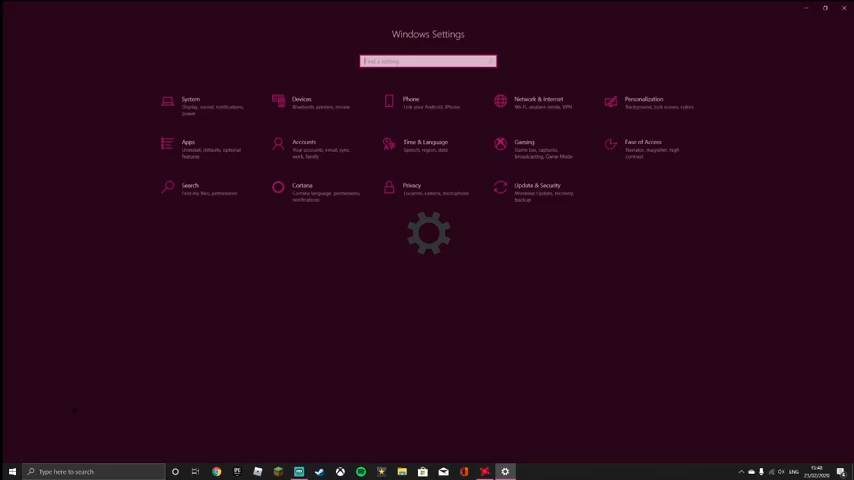 Windows Settings
Find a setting
System
Display, sound, notifications,
power
Devices
Bluetooth, printers, mouse
Phone
Link your Android, iPhone
Network & Internet
Wi-Fi, airplane mode, VPN
Personalization
Background, lock screen, colors
Apps
Uninstall, defaults, optional
features
Accounts
Your accounts, email, sync,
work, family
Time & Language
Speech, region, date
Gaming
Game bar, captures,
broadcasting, Game Mode
Ease of Access
Narrator, magnifier, high
contrast
Search
Find my files, permissions
Cortana
Cortana language, permissions,
notifications
Privacy
Location, camera, microphone
Update & Security
Windows Update, recovery,
backup
Type here to search
ENG
15:48
23/02/2020